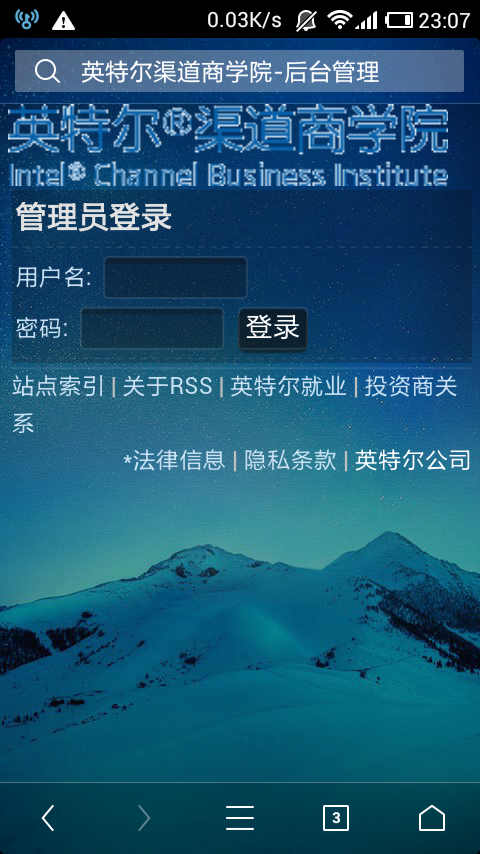 0.03K/s 23:07
英特尔渠道商学院-后台管理
英特尔®渠道商学院
Intel® Channel Business Institute
管理员登录
用户名:
密码: 登录
站点索引 | 关于RSS | 英特尔就业 | 投资商关
系
*法律信息 | 隐私条款 | 英特尔公司
3